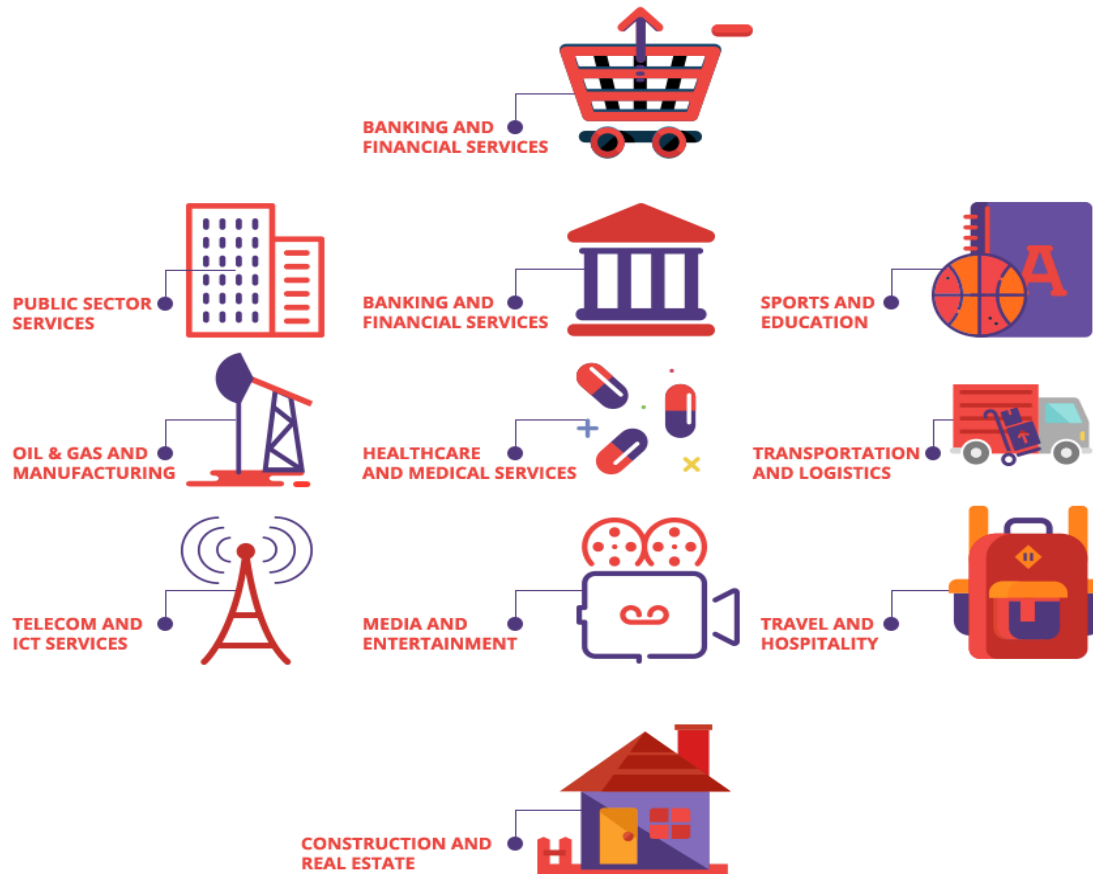 BANKING AND
FINANCIAL SERVICES
PUBLIC SECTOR
SERVICES
BANKING AND
FINANCIAL SERVICES
SPORTS AND
EDUCATION
A
OIL & GAS AND
MANUFACTURING
HEALTHCARE
AND MEDICAL SERVICES
TRANSPORTATION
AND LOGISTICS
TELECOM AND
ICT SERVICES
MEDIA AND
ENTERTAINMENT
TRAVEL AND
HOSPITALITY
CONSTRUCTION AND
REAL ESTATE